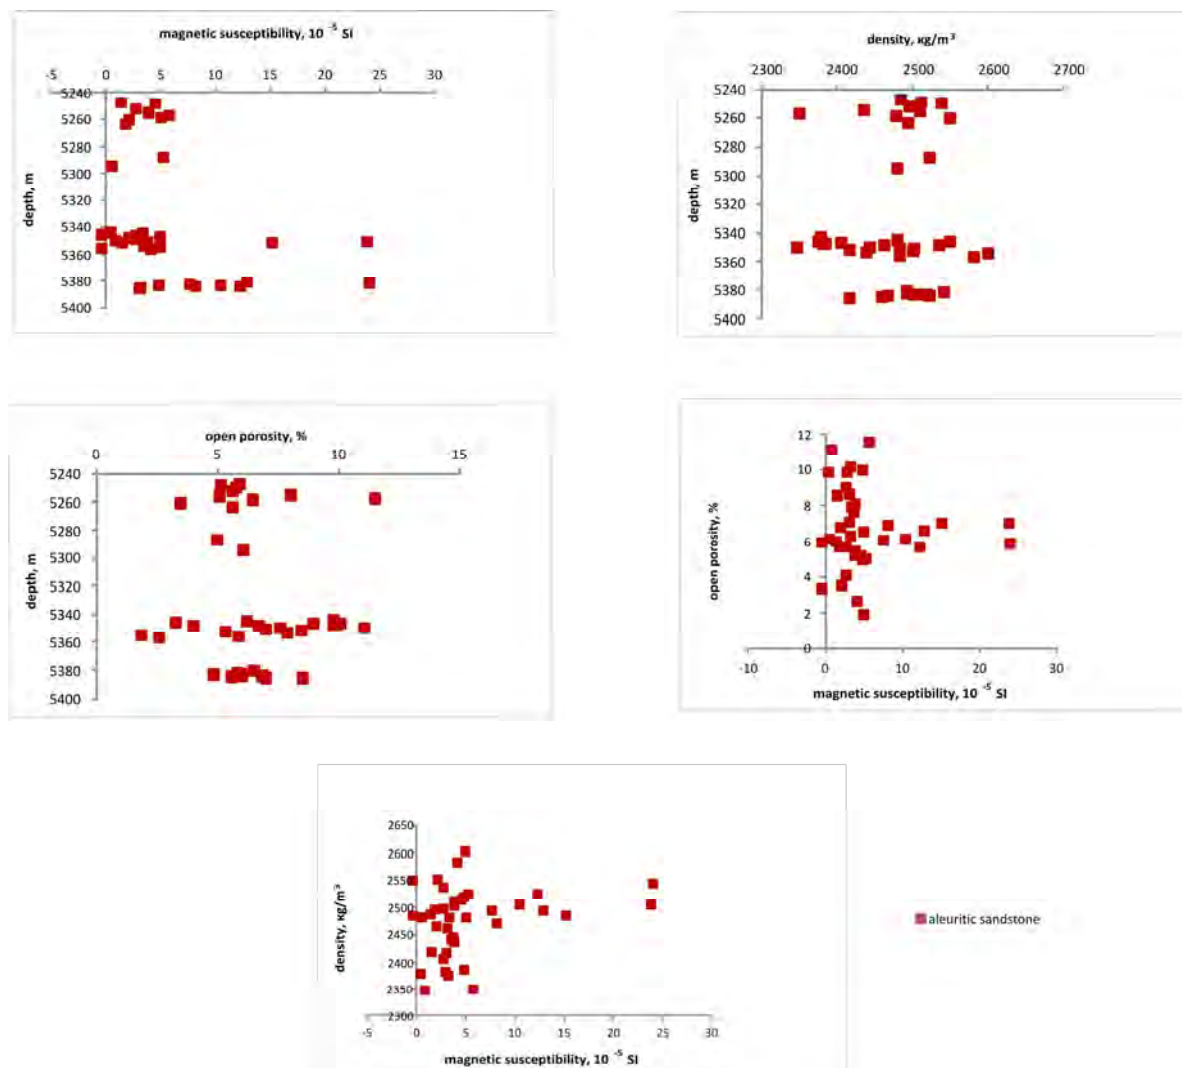 magnetic susceptibility, 10 ⁻⁵ SI
-5 0 5 10 15 20 25 30
5240
5260
5280
5300
5320
5340
5360
5380
5400
depth, m
density, кg/m³
2300 2400 2500 2600 2700
5240
5260
5280
5300
5320
5340
5360
5380
5400
depth, m
open porosity, %
0 5 10 15
5240
5260
5280
5300
5320
5340
5360
5380
5400
depth, m
12
10
8
6
4
2
0
open porosity, %
-10 0 10 20 30
magnetic susceptibility, 10 ⁻⁵ SI
2650
2600
2550
2500
2450
2400
2350
2300
density, кg/m³
-5 0 5 10 15 20 25 30
magnetic susceptibility, 10 ⁻⁵ SI
aleuritic sandstone